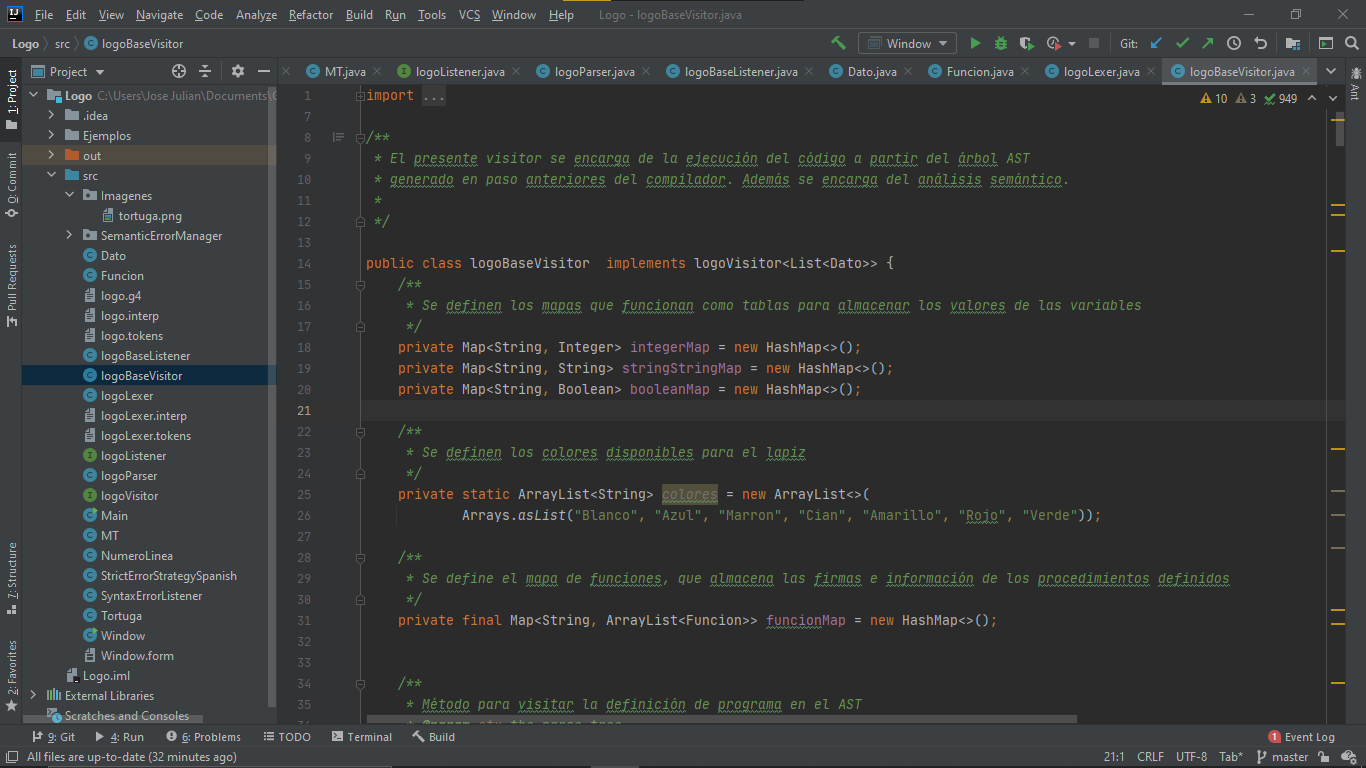 File Edit View Navigate Code Analyze Refactor Build Run Tools VCS Window Help Logo - logoBaseVisitor.java
Logo src logoBaseVisitor Window Git:
Project MT.java logoListener.java logoParser.java logoBaseListener.java Dato.java Funcion.java logoLexer.java logoBaseVisitor.java
1: Project
0: Commit
Pull Requests
7: Structure
2: Favorites
Ant
Logo C:\Users\Jose Julian\Documents\
.idea
Ejemplos
out
src
Imagenes
tortuga.png
SemanticErrorManager
Dato
Funcion
logo.g4
logo.interp
logo.tokens
logoBaseListener
logoBaseVisitor
logoLexer
logoLexer.interp
logoLexer.tokens
logoListener
logoParser
logoVisitor
Main
MT
NumeroLinea
StrictErrorStrategySpanish
SyntaxErrorListener
Tortuga
Window
Window.form
Logo.iml
External Libraries
Scratches and Consoles
10 3 949
1 import ...
7
8 /**
9 * El presente visitor se encarga de la ejecución del código a partir del árbol AST
10 * generado en paso anteriores del compilador. Además se encarga del análisis semántico.
11 *
12 */
13
14 public class logoBaseVisitor  implements logoVisitor<List<Dato>> {
15 /**
16 * Se definen los mapas que funcionan como tablas para almacenar los valores de las variables
17 */
18 private Map<String, Integer> integerMap = new HashMap<>();
19 private Map<String, String> stringStringMap = new HashMap<>();
20 private Map<String, Boolean> booleanMap = new HashMap<>();
21
22 /**
23 * Se definen los colores disponibles para el lapiz
24 */
25 private static ArrayList<String> colores = new ArrayList<>(
26 Arrays.asList("Blanco", "Azul", "Marron", "Cian", "Amarillo", "Rojo", "Verde"));
27
28 /**
29 * Se define el mapa de funciones, que almacena las firmas e información de los procedimientos definidos
30 */
31 private final Map<String, ArrayList<Funcion>> funcionMap = new HashMap<>();
32
33
34 /**
35 * Método para visitar la definición de programa en el AST
9: Git 4: Run 6: Problems TODO Terminal Build 1 Event Log
All files are up-to-date (32 minutes ago) 21:1 CRLF UTF-8 Tab* master